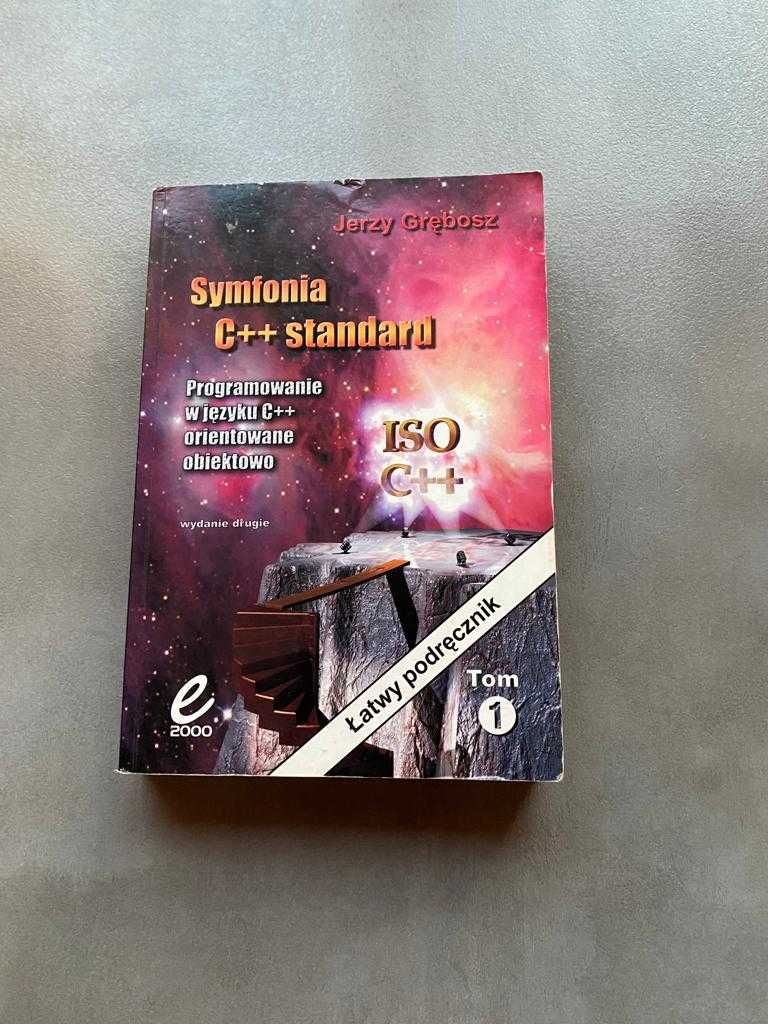 Jerzy Grębosz
Symfonia
C++ standard
Programowanie
w języku C++
orientowane
obiektowo
ISO
C++
wydanie drugie
Łatwy podręcznik
Tom
1
e
2000